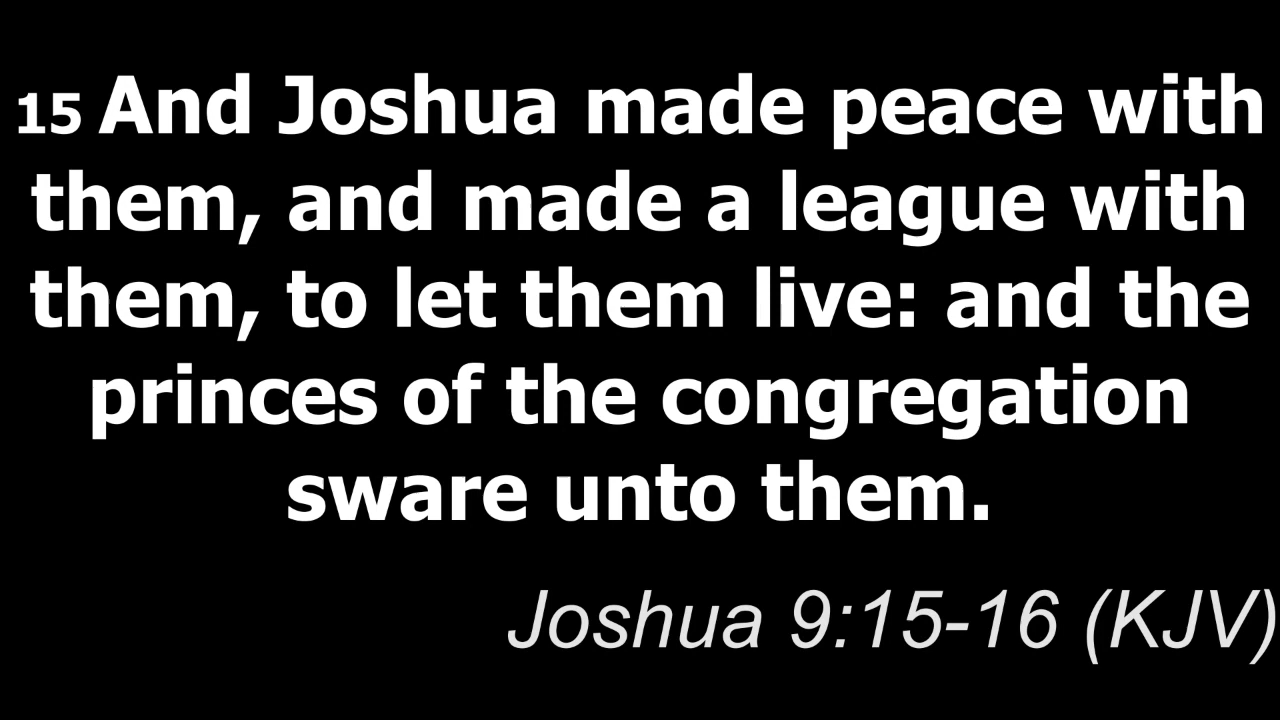 15 And Joshua made peace with
them, and made a league with
them, to let them live: and the
princes of the congregation
sware unto them.
Joshua 9:15-16 (KJV)